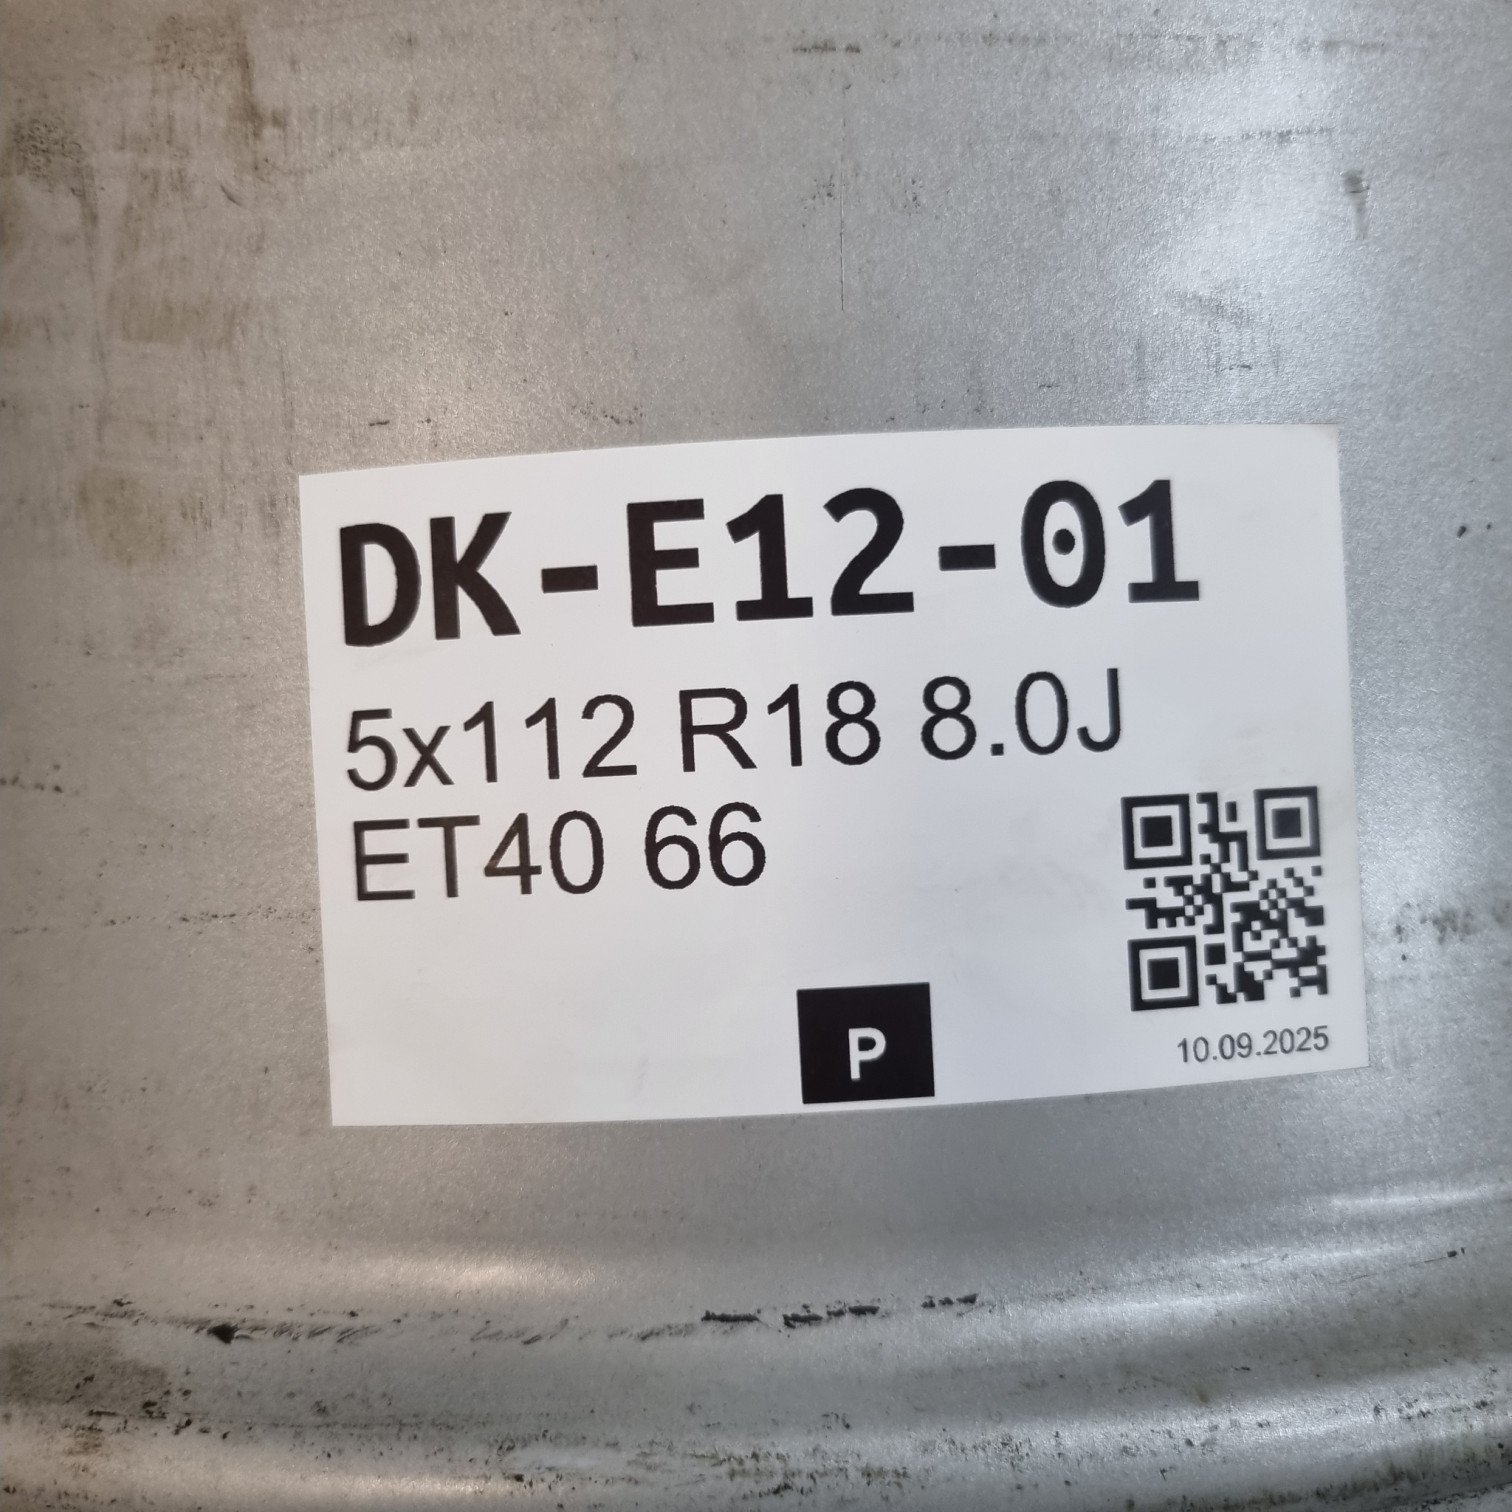 DK-E12-01
5x112 R18 8.0J
ET40 66
P
10.09.2025